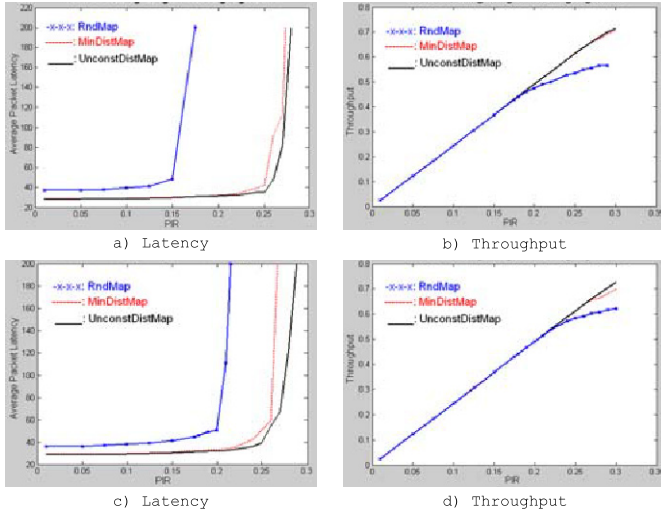 200
180
160
140
120
100
80
60
40
20
Average Packet Latency
-x-x-x: RndMap
: MinDistMap
: UnconstDistMap
0 0.05 0.1 0.15 0.2 0.25 0.3
PIR
a) Latency
0.8
0.7
0.6
0.5
0.4
0.3
0.2
0.1
0
Throughput
-x-x-x: RndMap
: MinDistMap
: UnconstDistMap
0 0.05 0.1 0.15 0.2 0.25 0.3 0.35
PIR
b) Throughput
200
180
160
140
120
100
80
60
40
20
Average Packet Latency
-x-x-x: RndMap
: MinDistMap
: UnconstDistMap
0 0.05 0.1 0.15 0.2 0.25 0.3
PIR
c) Latency
0.8
0.7
0.6
0.5
0.4
0.3
0.2
0.1
0
Throughput
-x-x-x: RndMap
: MinDistMap
: UnconstDistMap
0 0.05 0.1 0.15 0.2 0.25 0.3 0.35
PIR
d) Throughput